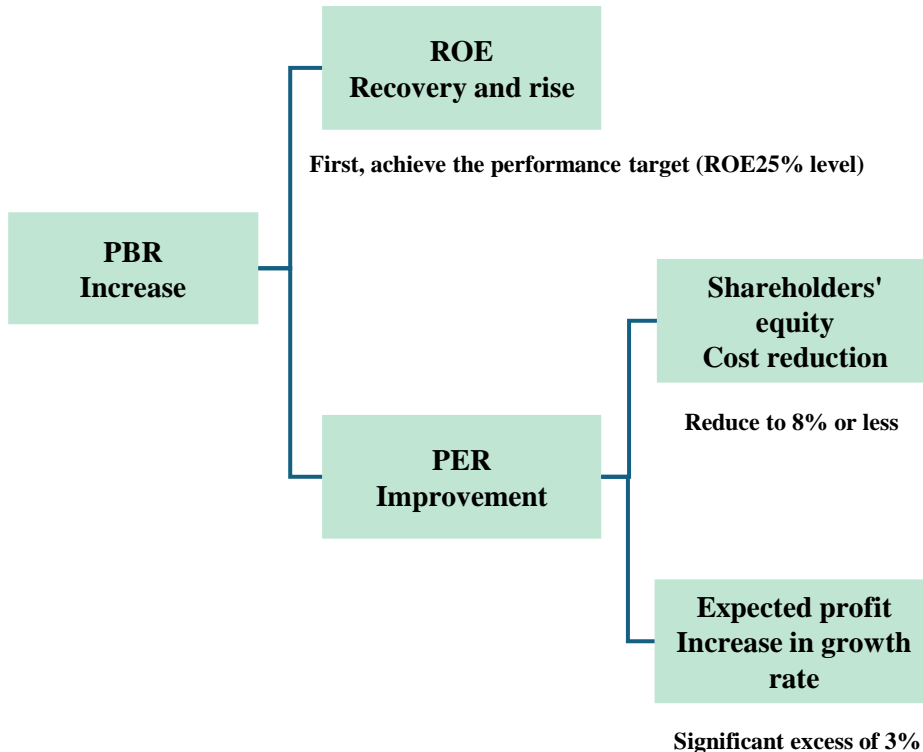 ROE
Recovery and rise
First, achieve the performance target (ROE25% level)
PBR
Increase
Shareholders'
equity
Cost reduction
Reduce to 8% or less
PER
Improvement
Expected profit
Increase in growth
rate
Significant excess of 3%